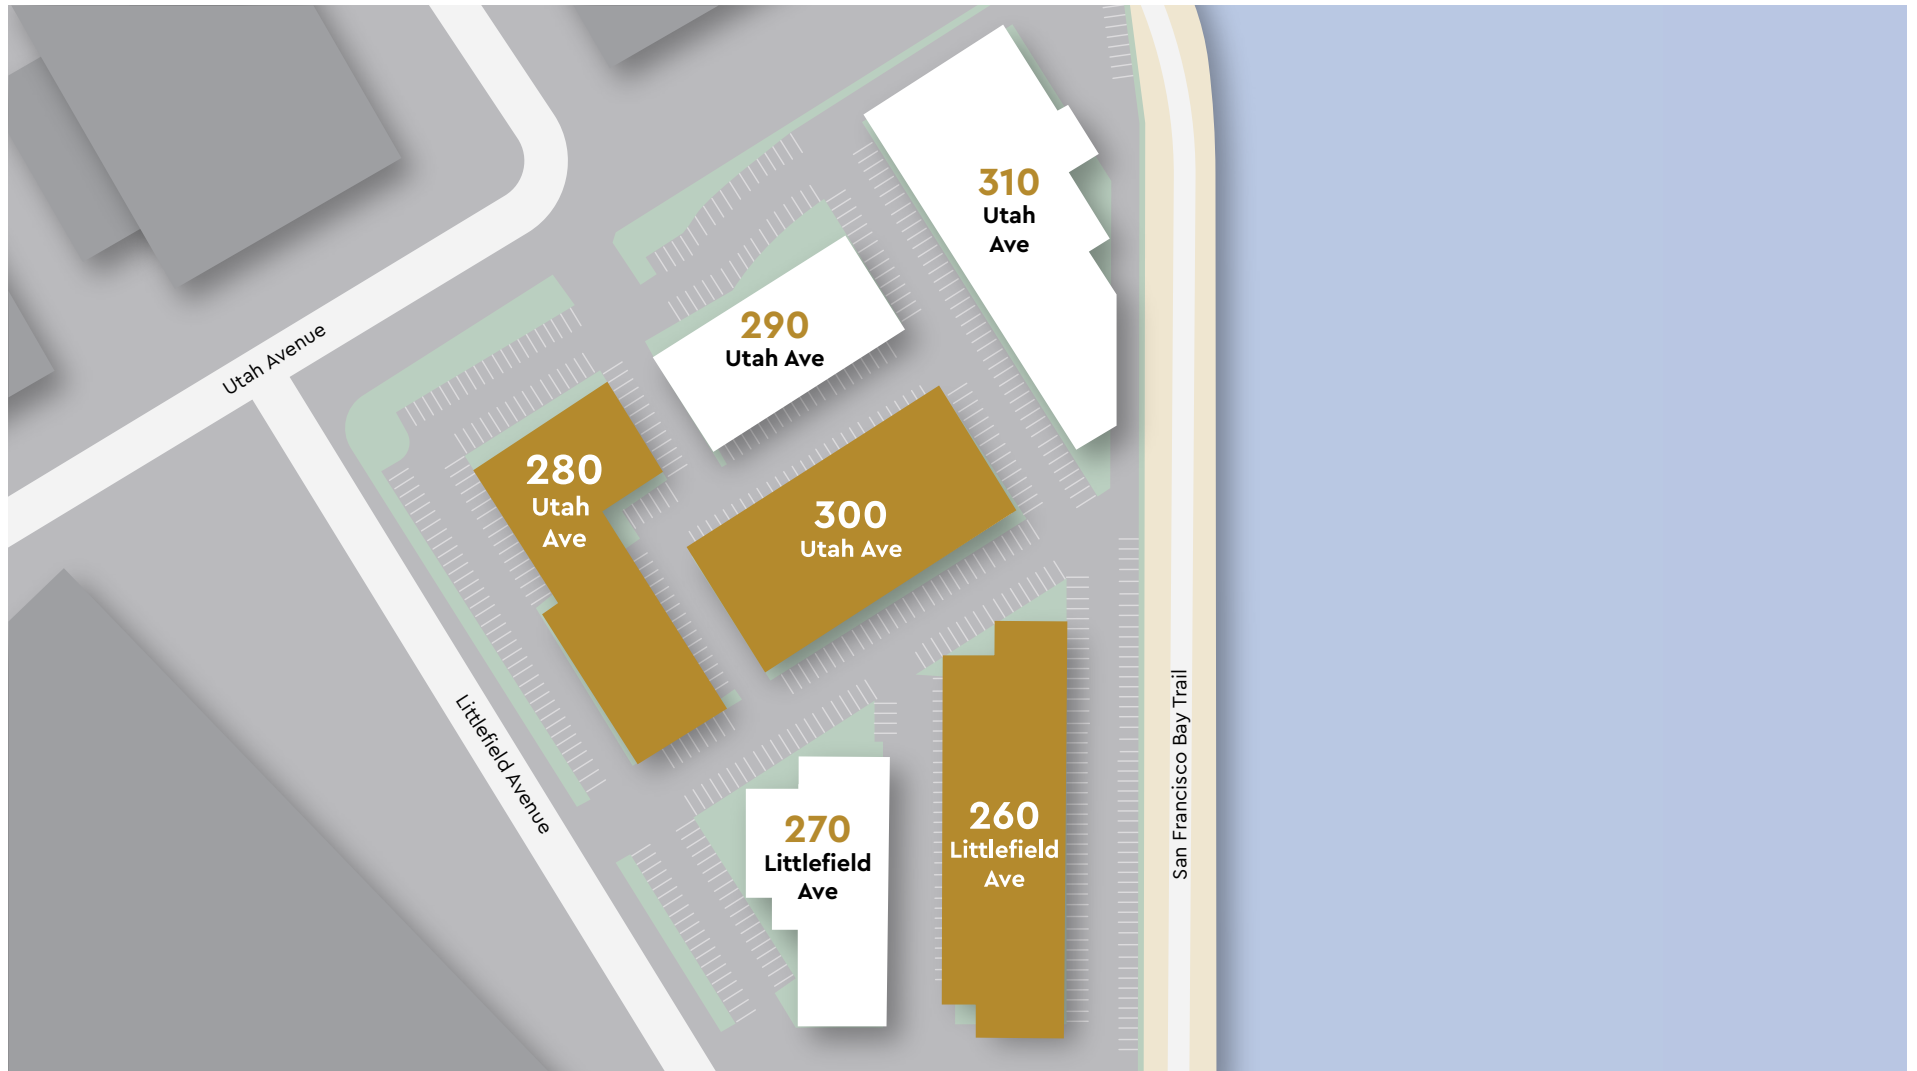 310
Utah
Ave
290
Utah Ave
Utah Avenue
280
Utah
Ave
300
Utah Ave
Littlefield Avenue
San Francisco Bay Trail
270
Littlefield
Ave
260
Littlefield
Ave